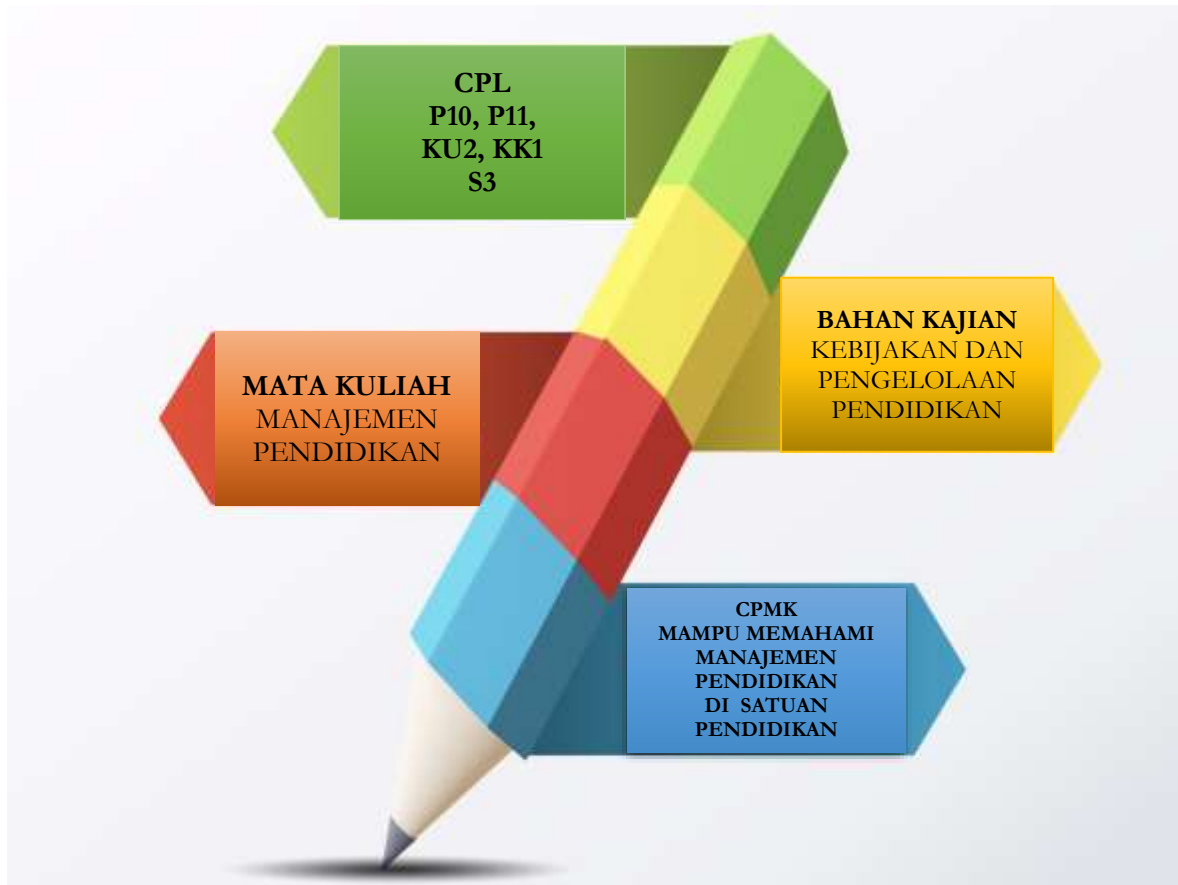 CPL
P10, P11,
KU2, KK1
S3
BAHAN KAJIAN
KEBIJAKAN DAN
PENGELOLAAN
PENDIDIKAN
MATA KULIAH
MANAJEMEN
PENDIDIKAN
CPMK
MAMPU MEMAHAMI
MANAJEMEN
PENDIDIKAN
DI SATUAN
PENDIDIKAN